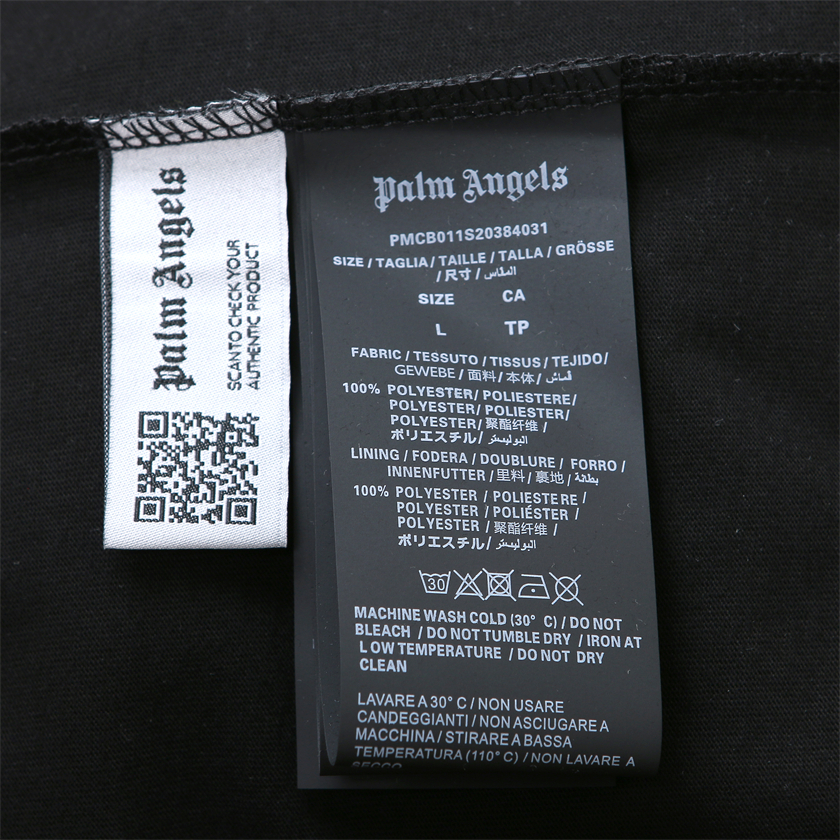 Palm Angels
SCAN TO CHECK YOUR
AUTHENTIC PRODUCT
Palm Angels
PMCB011S20384031
SIZE / TAGLIA / TAILLE / TALLA / GRÖSSE
/ 尺寸 / المقاس
SIZE CA
L TP
FABRIC / TESSUTO / TISSUS / TEJIDO/
GEWEBE / 面料 / 本体 / قماش
100% POLYESTER/ POLIESTERE/
POLYESTER/ POLIESTER/
POLYESTER/ 聚酯纤维 /
ポリエステル/ البوليستر
LINING / FODERA / DOUBLURE / FORRO /
INNENFUTTER / 里料 / 裏地 / بطانة
100% POLYESTER / POLIESTERE /
POLYESTER / POLIÉSTER /
POLYESTER / 聚酯纤维 /
ポリエステル/ البوليستر
30
MACHINE WASH COLD (30° C) / DO NOT
BLEACH / DO NOT TUMBLE DRY / IRON AT
LOW TEMPERATURE / DO NOT DRY
CLEAN
LAVARE A 30° C / NON USARE
CANDEGGIANTI / NON ASCIUGARE A
MACCHINA / STIRARE A BASSA
TEMPERATURA (110° C) / NON LAVARE A
SECCO